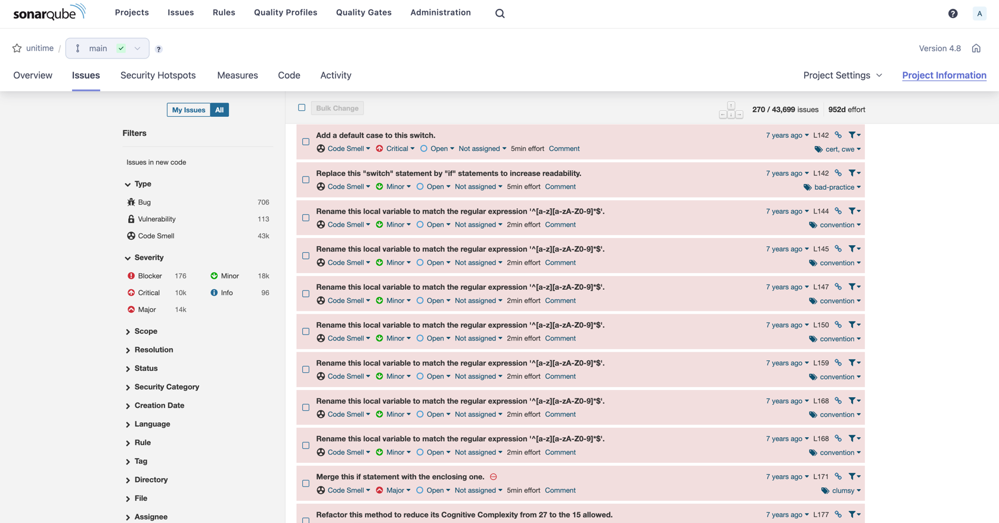 sonarqube Projects Issues Rules Quality Profiles Quality Gates Administration ? A
unitime / main ? Version 4.8
Overview Issues Security Hotspots Measures Code Activity Project Settings Project Information
My Issues All
Bulk Change 270 / 43,699 issues 952d effort
Filters
Issues in new code
Type
Bug 706
Vulnerability 113
Code Smell 43k
Severity
Blocker 176 Minor 18k
Critical 10k Info 96
Major 14k
Scope
Resolution
Status
Security Category
Creation Date
Language
Rule
Tag
Directory
File
Assignee
Add a default case to this switch. 7 years ago L142
Code Smell Critical Open Not assigned 5min effort Comment cert, cwe
Replace this "switch" statement by "if" statements to increase readability. 7 years ago L142
Code Smell Minor Open Not assigned 5min effort Comment bad-practice
Rename this local variable to match the regular expression '^[a-z][a-zA-Z0-9]*$'. 7 years ago L144
Code Smell Minor Open Not assigned 2min effort Comment convention
Rename this local variable to match the regular expression '^[a-z][a-zA-Z0-9]*$'. 7 years ago L145
Code Smell Minor Open Not assigned 2min effort Comment convention
Rename this local variable to match the regular expression '^[a-z][a-zA-Z0-9]*$'. 7 years ago L147
Code Smell Minor Open Not assigned 2min effort Comment convention
Rename this local variable to match the regular expression '^[a-z][a-zA-Z0-9]*$'. 7 years ago L150
Code Smell Minor Open Not assigned 2min effort Comment convention
Rename this local variable to match the regular expression '^[a-z][a-zA-Z0-9]*$'. 7 years ago L159
Code Smell Minor Open Not assigned 2min effort Comment convention
Rename this local variable to match the regular expression '^[a-z][a-zA-Z0-9]*$'. 7 years ago L168
Code Smell Minor Open Not assigned 2min effort Comment convention
Rename this local variable to match the regular expression '^[a-z][a-zA-Z0-9]*$'. 7 years ago L168
Code Smell Minor Open Not assigned 2min effort Comment convention
Merge this if statement with the enclosing one. 7 years ago L171
Code Smell Major Open Not assigned 5min effort Comment clumsy
Refactor this method to reduce its Cognitive Complexity from 27 to the 15 allowed. 7 years ago L177